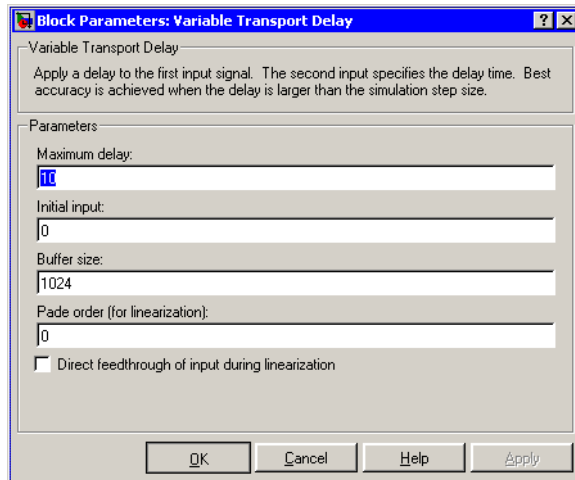 Block Parameters: Variable Transport Delay
Variable Transport Delay
Apply a delay to the first input signal. The second input specifies the delay time. Best
accuracy is achieved when the delay is larger than the simulation step size.
Parameters
Maximum delay:
10
Initial input:
0
Buffer size:
1024
Pade order (for linearization):
0
Direct feedthrough of input during linearization
OK Cancel Help Apply